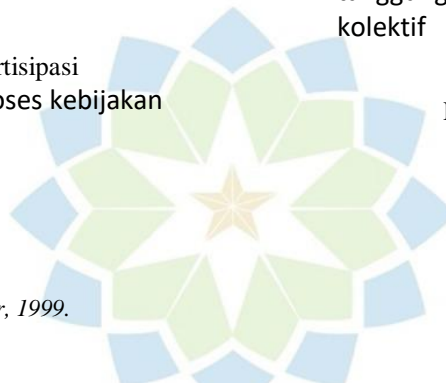 kolektif
rtisipasi
oses kebijakan
r, 1999.